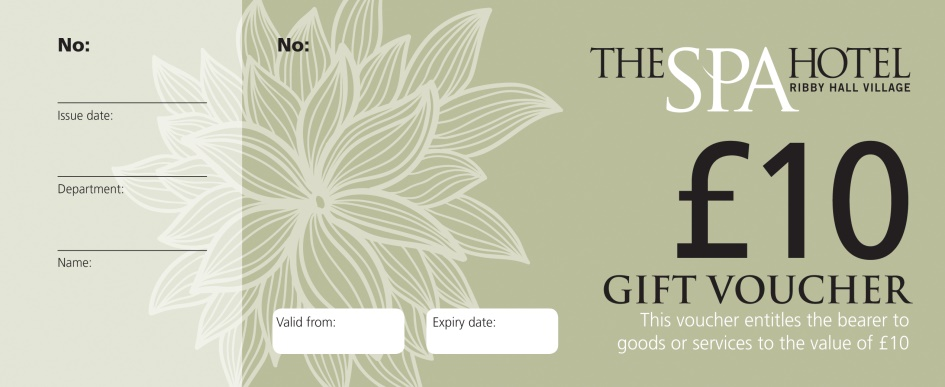 No:
Issue date:
Department:
Name:
No:
Valid from:
Expiry date:
THE SPA HOTEL
RIBBY HALL VILLAGE
£10
GIFT VOUCHER
This voucher entitles the bearer to
goods or services to the value of £10